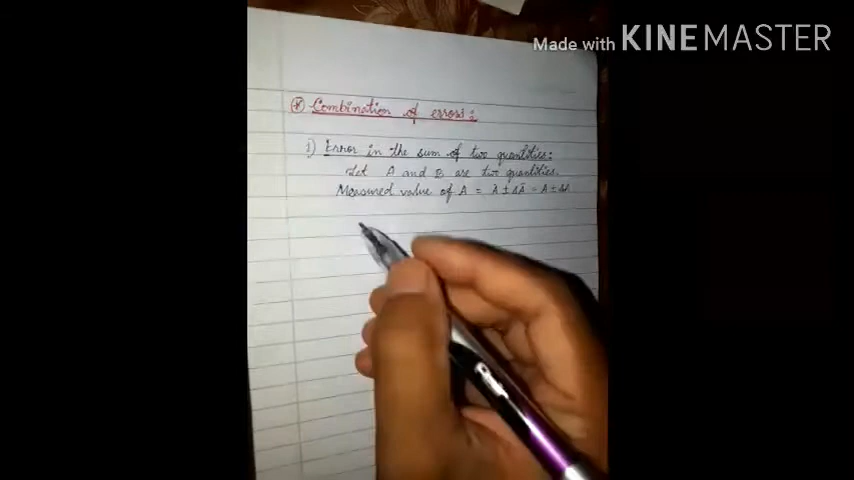 Made with KINEMASTER
* Combination of errors :
i) Error in the sum of two quantities:
Let A and B are two quantities.
Measured value of A = Ā ± ΔĀ = A ± ΔA